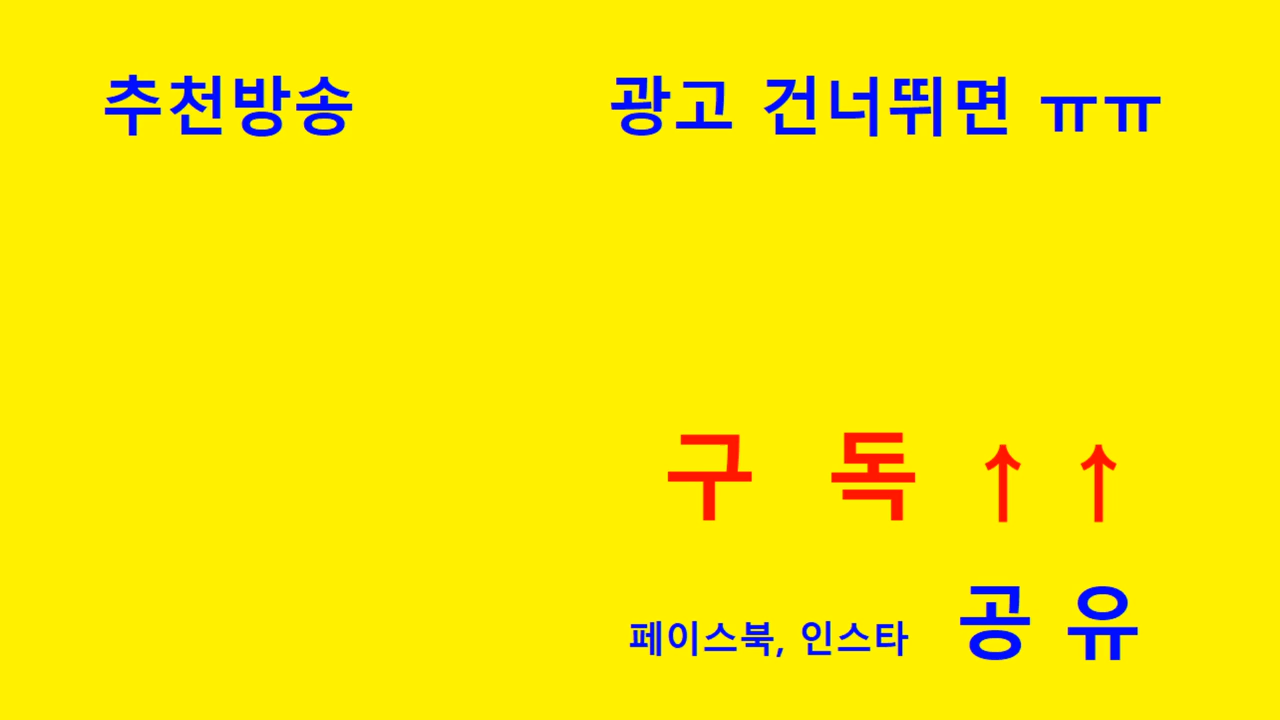 추천방송
광고 건너뛰면 ㅠㅠ
구 독 ↑ ↑
페이스북, 인스타 공 유